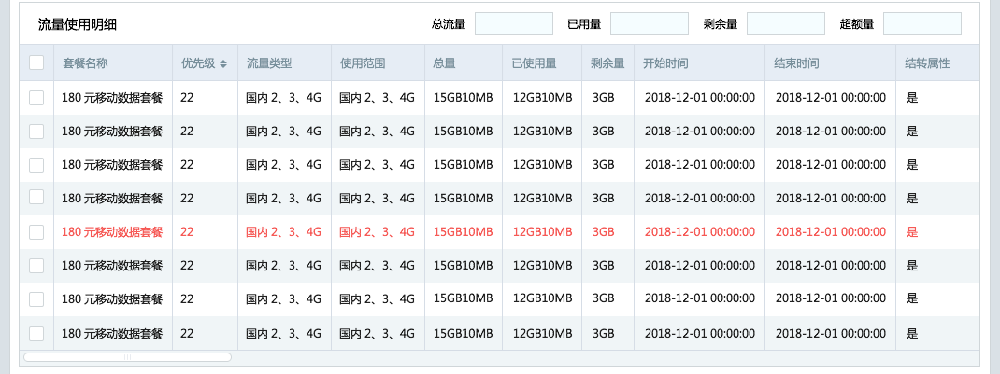 流量使用明细 总流量 已用量 剩余量 超额量
套餐名称 优先级 流量类型 使用范围 总量 已使用量 剩余量 开始时间 结束时间 结转属性
180 元移动数据套餐 22 国内 2、3、4G 国内 2、3、4G 15GB10MB 12GB10MB 3GB 2018-12-01 00:00:00 2018-12-01 00:00:00 是
180 元移动数据套餐 22 国内 2、3、4G 国内 2、3、4G 15GB10MB 12GB10MB 3GB 2018-12-01 00:00:00 2018-12-01 00:00:00 是
180 元移动数据套餐 22 国内 2、3、4G 国内 2、3、4G 15GB10MB 12GB10MB 3GB 2018-12-01 00:00:00 2018-12-01 00:00:00 是
180 元移动数据套餐 22 国内 2、3、4G 国内 2、3、4G 15GB10MB 12GB10MB 3GB 2018-12-01 00:00:00 2018-12-01 00:00:00 是
180 元移动数据套餐 22 国内 2、3、4G 国内 2、3、4G 15GB10MB 12GB10MB 3GB 2018-12-01 00:00:00 2018-12-01 00:00:00 是
180 元移动数据套餐 22 国内 2、3、4G 国内 2、3、4G 15GB10MB 12GB10MB 3GB 2018-12-01 00:00:00 2018-12-01 00:00:00 是
180 元移动数据套餐 22 国内 2、3、4G 国内 2、3、4G 15GB10MB 12GB10MB 3GB 2018-12-01 00:00:00 2018-12-01 00:00:00 是
180 元移动数据套餐 22 国内 2、3、4G 国内 2、3、4G 15GB10MB 12GB10MB 3GB 2018-12-01 00:00:00 2018-12-01 00:00:00 是